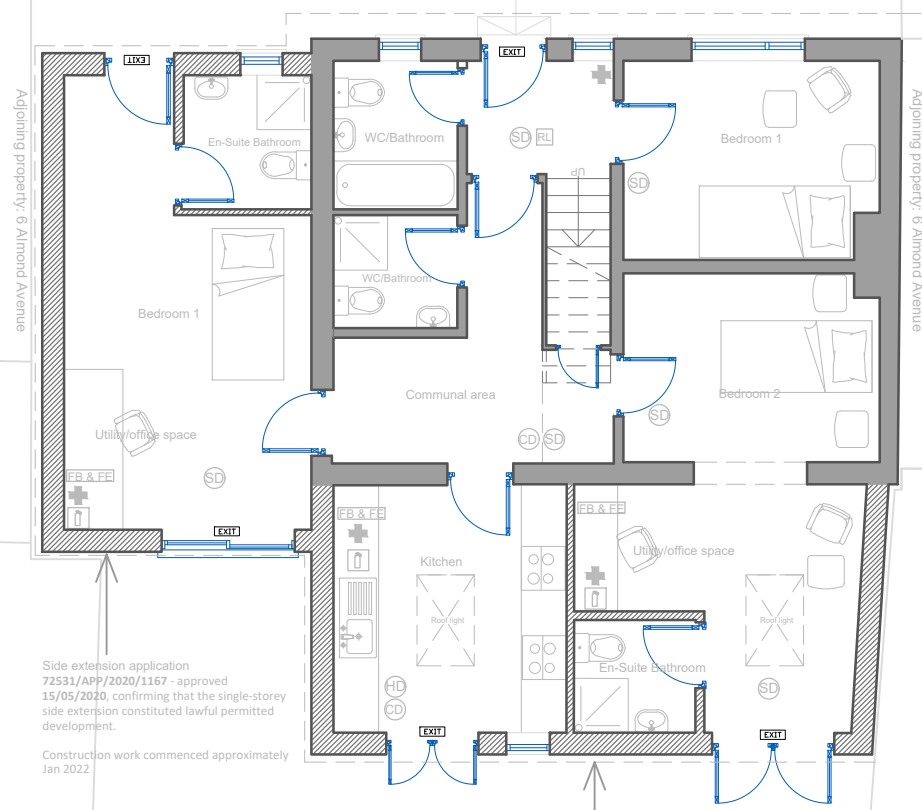 EXIT
EXIT
En-Suite Bathroom
WC/Bathroom
SD
RL
Bedroom 1
UP
SD
Adjoining property: 6 Almond Avenue
Adjoining property: 6 Almond Avenue
WC/Bathroom
Bedroom 1
Communal area
Bedroom 2
SD
Utility/office space
CD
SD
FB & FE
SD
EXIT
FB & FE
FB & FE
Kitchen
Utility/office space
Roof light
Roof light
En-Suite Bathroom
HD
CD
SD
EXIT
EXIT
Side extension application
72531/APP/2020/1167 - approved
15/05/2020, confirming that the single-storey
side extension constituted lawful permitted
development.
Construction work commenced approximately
Jan 2022